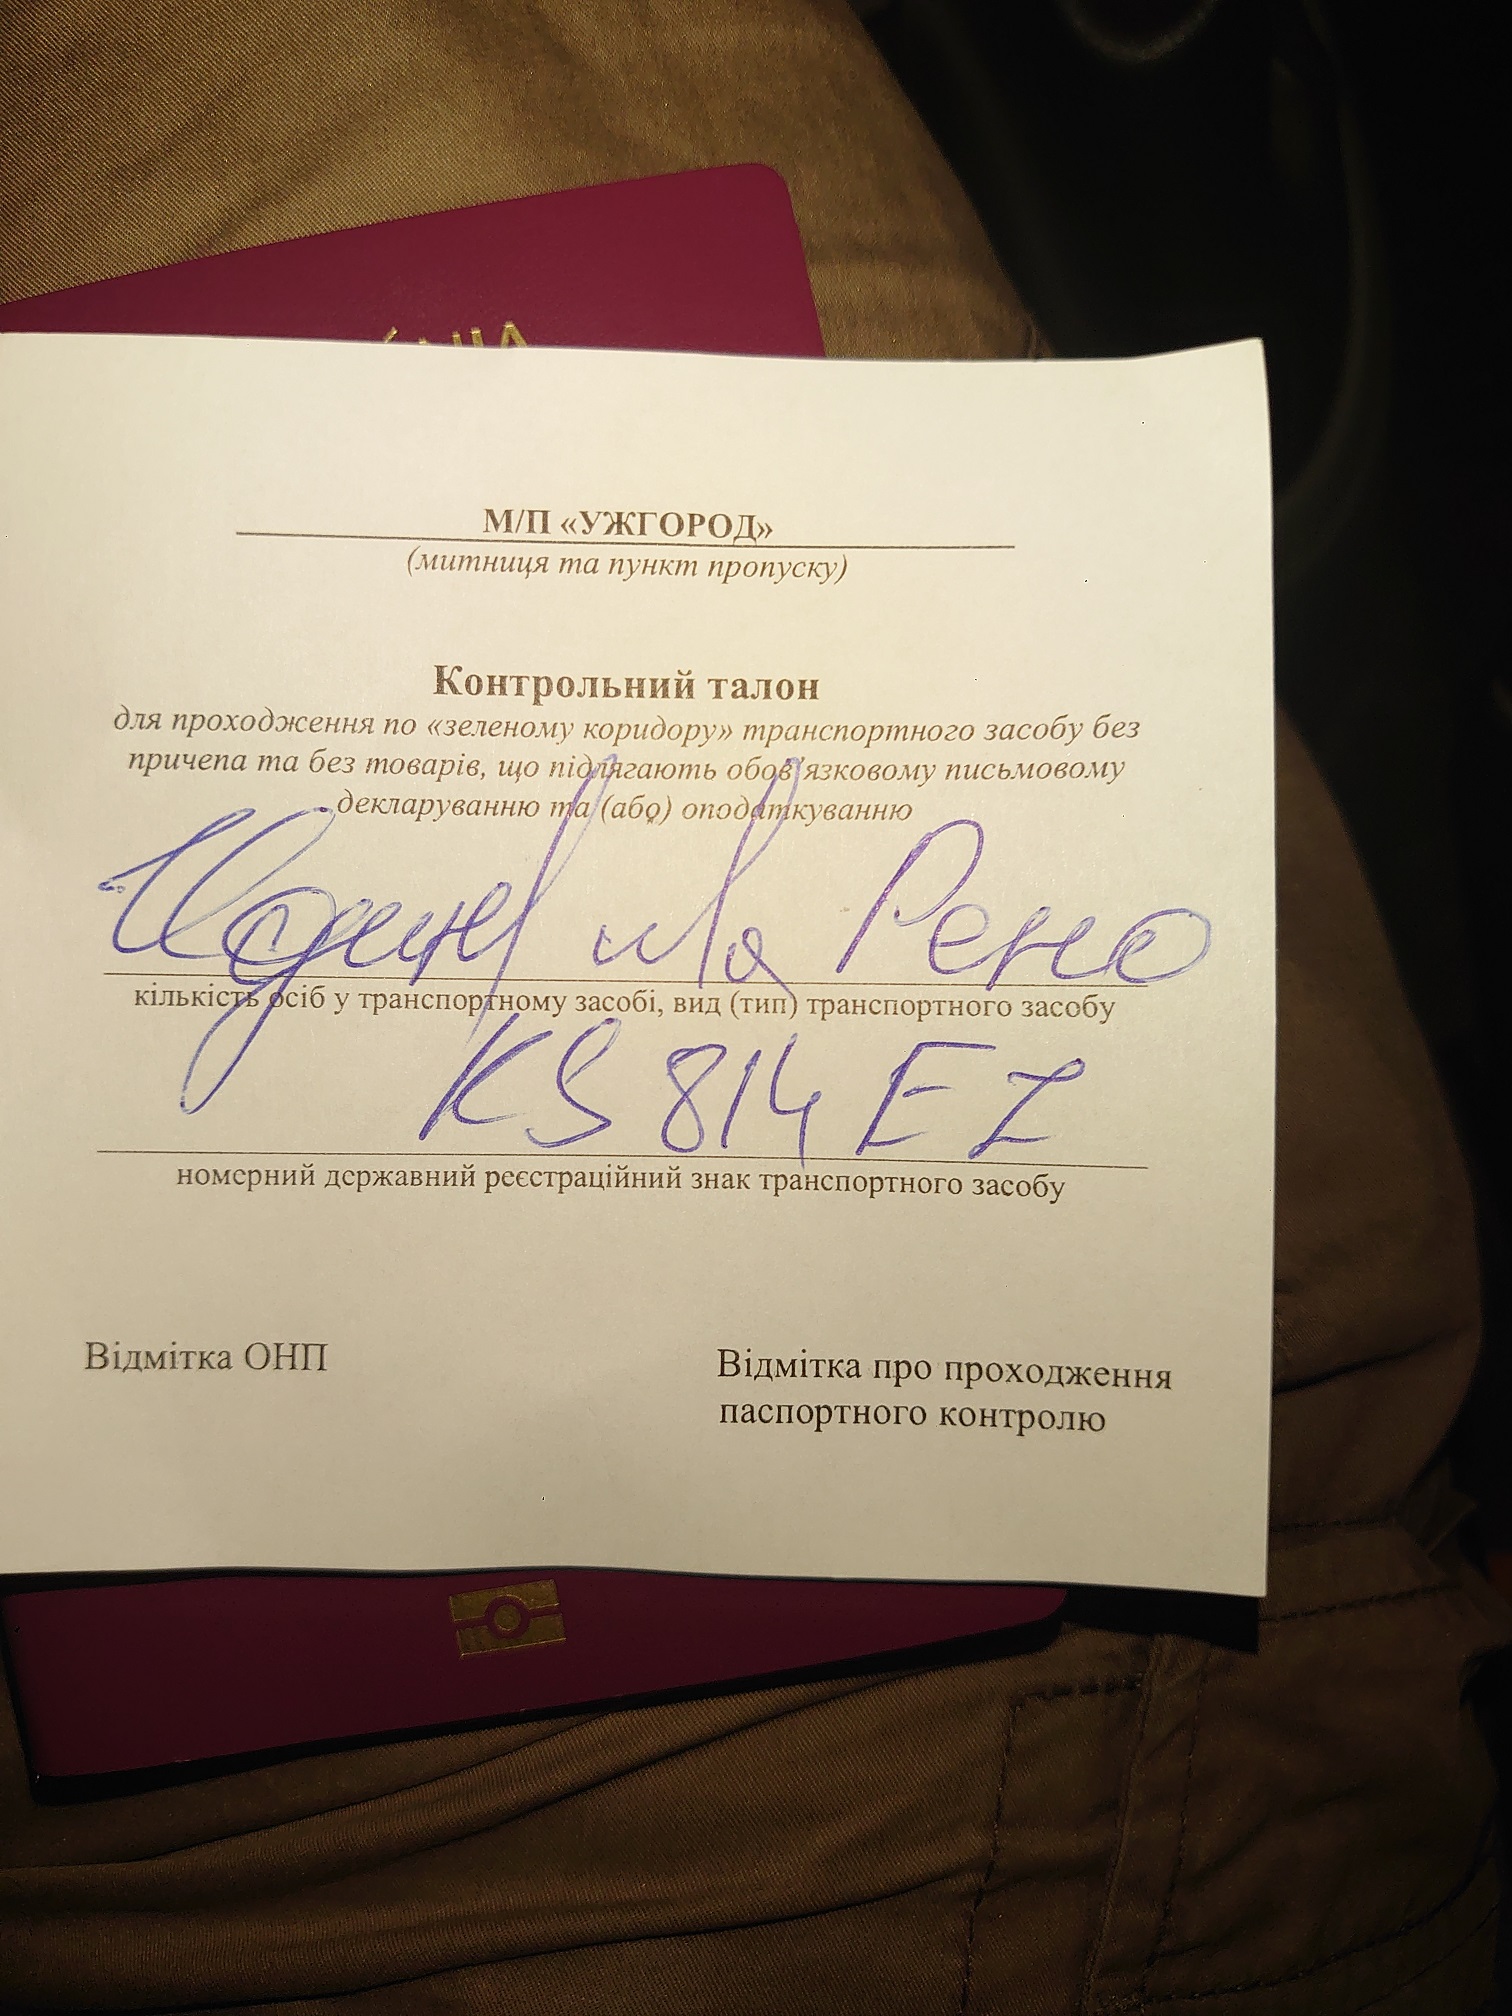 М/П «УЖГОРОД»
(митниця та пункт пропуску)
Контрольний талон
для проходження по «зеленому коридору» транспортного засобу без
причепа та без товарів, що підлягають обов'язковому письмовому
декларуванню та (або) оподаткуванню
Рено
кількість осіб у транспортному засобі, вид (тип) транспортного засобу
KS 814 EZ
номерний державний реєстраційний знак транспортного засобу
Відмітка ОНП
Відмітка про проходження
паспортного контролю